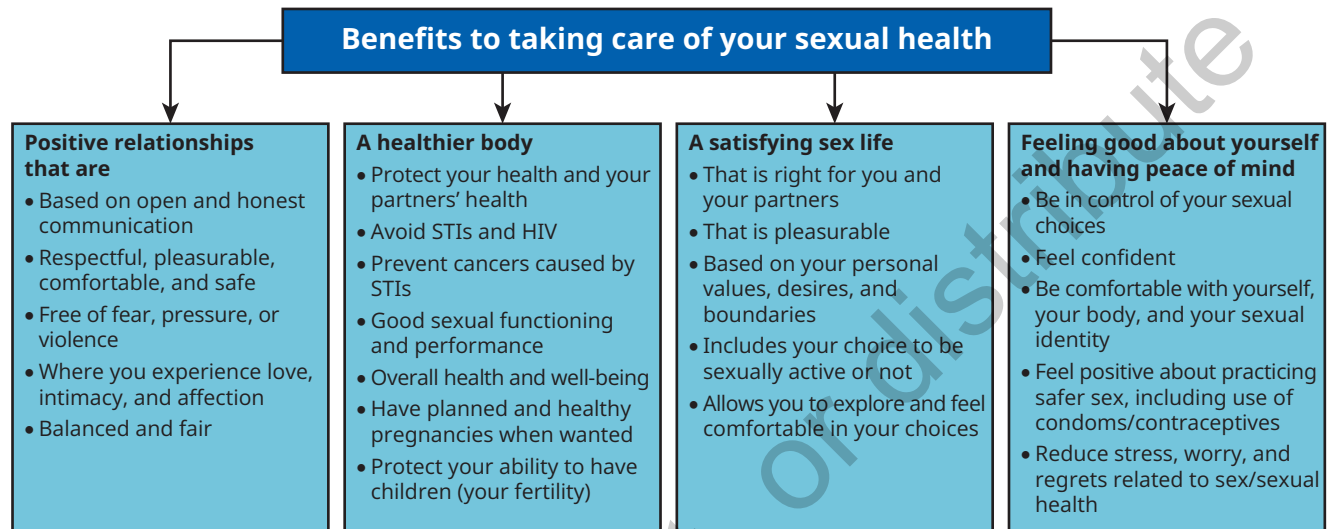 Benefits to taking care of your sexual health
Positive relationships
that are
• Based on open and honest
communication
• Respectful, pleasurable,
comfortable, and safe
• Free of fear, pressure, or
violence
• Where you experience love,
intimacy, and affection
• Balanced and fair
A healthier body
• Protect your health and your
partners’ health
• Avoid STIs and HIV
• Prevent cancers caused by
STIs
• Good sexual functioning
and performance
• Overall health and well-being
• Have planned and healthy
pregnancies when wanted
• Protect your ability to have
children (your fertility)
A satisfying sex life
• That is right for you and
your partners
• That is pleasurable
• Based on your personal
values, desires, and
boundaries
• Includes your choice to be
sexually active or not
• Allows you to explore and feel
comfortable in your choices
Feeling good about yourself
and having peace of mind
• Be in control of your sexual
choices
• Feel confident
• Be comfortable with yourself,
your body, and your sexual
identity
• Feel positive about practicing
safer sex, including use of
condoms/contraceptives
• Reduce stress, worry, and
regrets related to sex/sexual
health
or distribute